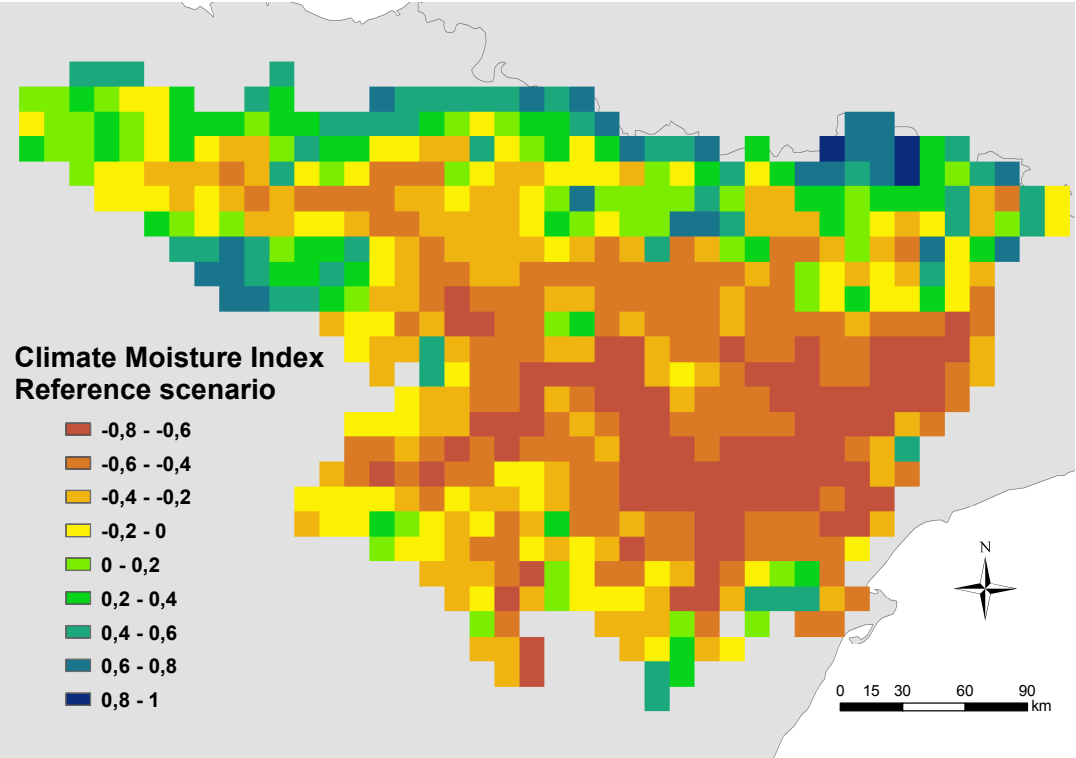 Climate Moisture Index
Reference scenario
-0,8 - -0,6
-0,6 - -0,4
-0,4 - -0,2
-0,2 - 0
0 - 0,2
0,2 - 0,4
0,4 - 0,6
0,6 - 0,8
0,8 - 1
N
0 15 30 60 90
km